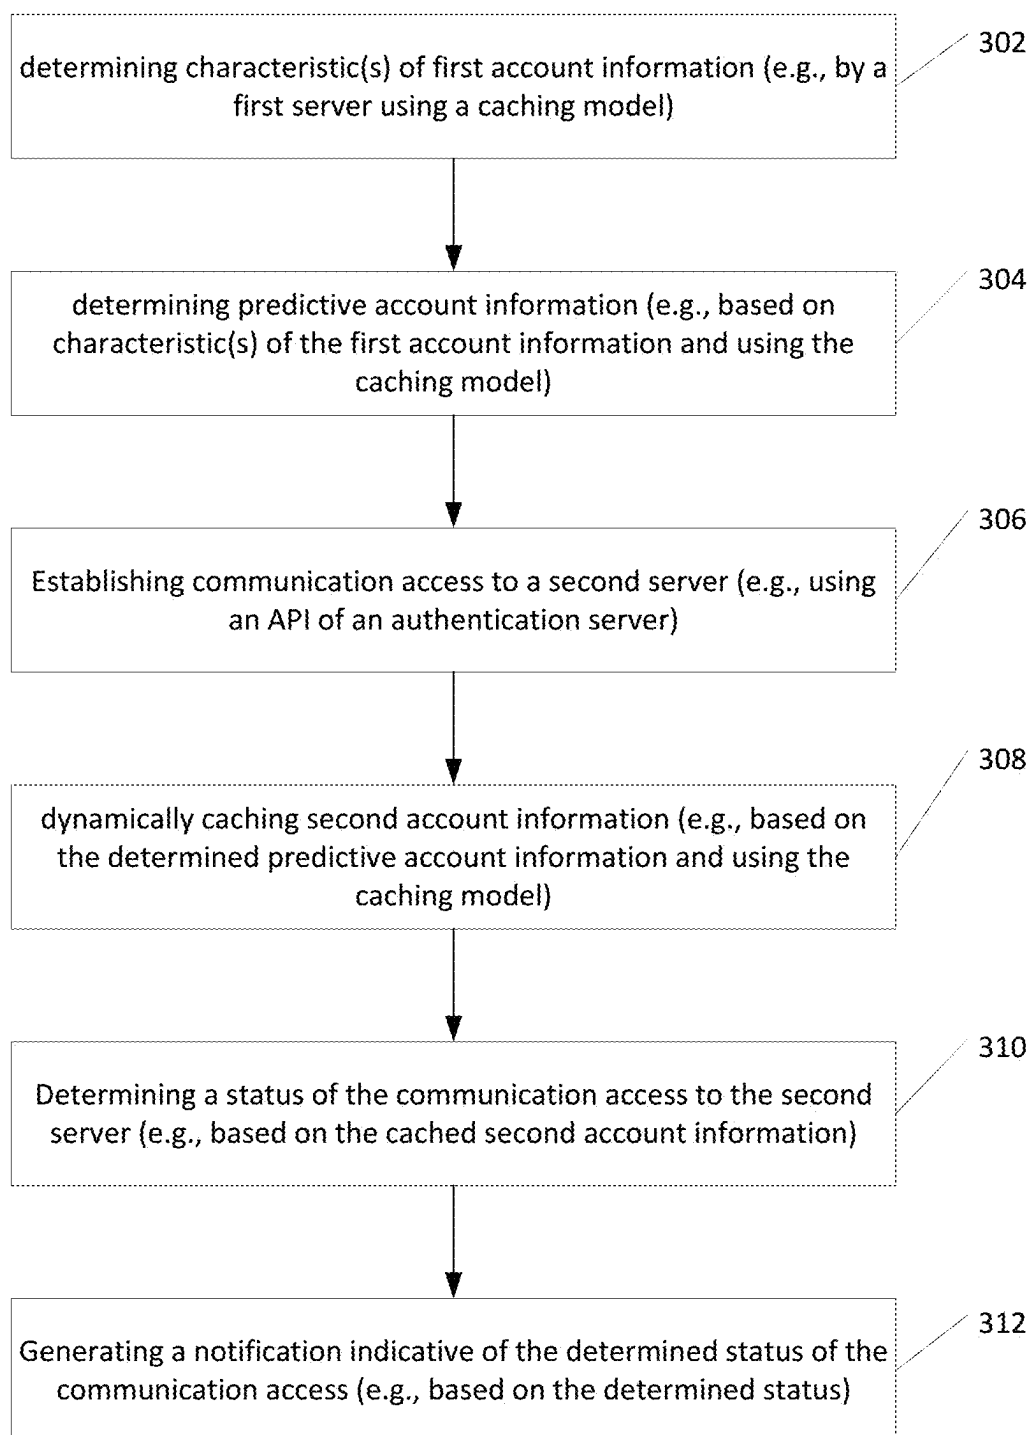 302
determining characteristic(s) of first account information (e.g., by a
first server using a caching model)
304
determining predictive account information (e.g., based on
characteristic(s) of the first account information and using the
caching model)
306
Establishing communication access to a second server (e.g., using
an API of an authentication server)
308
dynamically caching second account information (e.g., based on
the determined predictive account information and using the
caching model)
310
Determining a status of the communication access to the second
server (e.g., based on the cached second account information)
312
Generating a notification indicative of the determined status of the
communication access (e.g., based on the determined status)